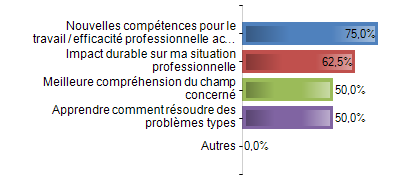 Nouvelles compétences pour le
travail / efficacité professionnelle ac...
75,0%
Impact durable sur ma situation
professionnelle
62,5%
Meilleure compréhension du champ
concerné
50,0%
Apprendre comment résoudre des
problèmes types
50,0%
Autres
0,0%